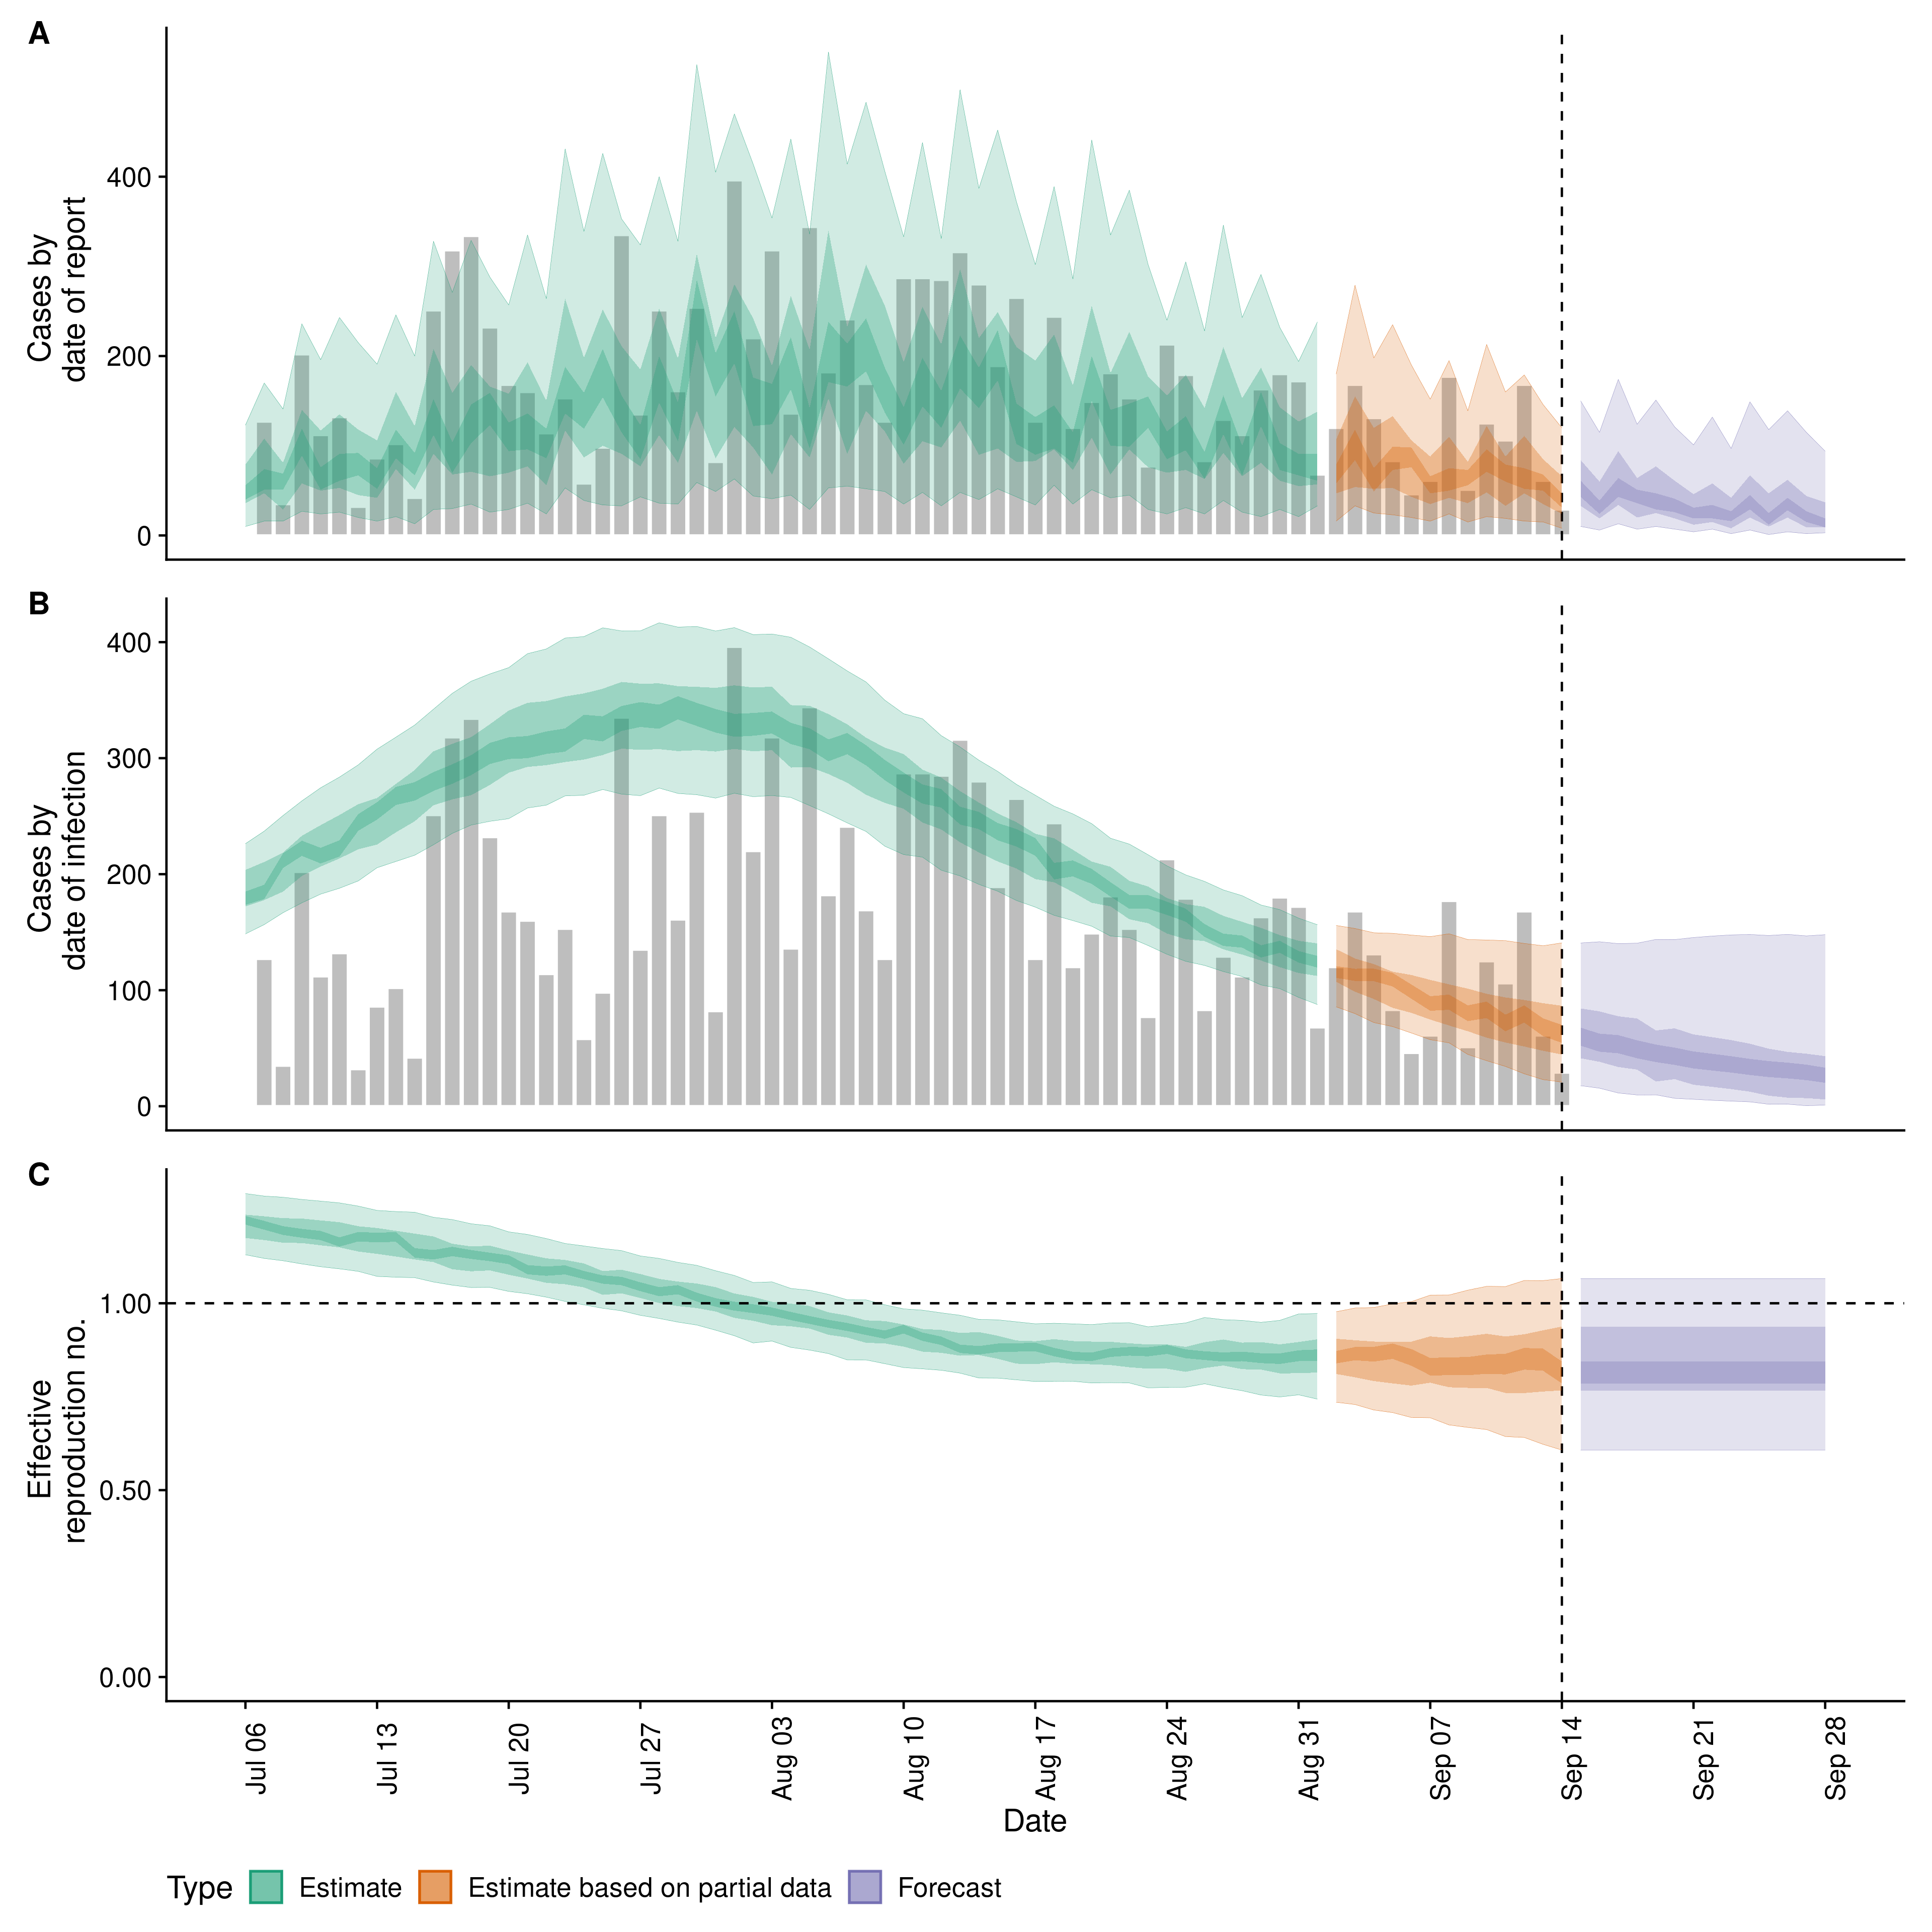 A
Cases by
date of report
400
200
0
B
Cases by
date of infection
400
300
200
100
0
C
Effective
reproduction no.
1.00
0.50
0.00
Jul 06
Jul 13
Jul 20
Jul 27
Aug 03
Aug 10
Aug 17
Aug 24
Aug 31
Sep 07
Sep 14
Sep 21
Sep 28
Date
Type Estimate Estimate based on partial data Forecast